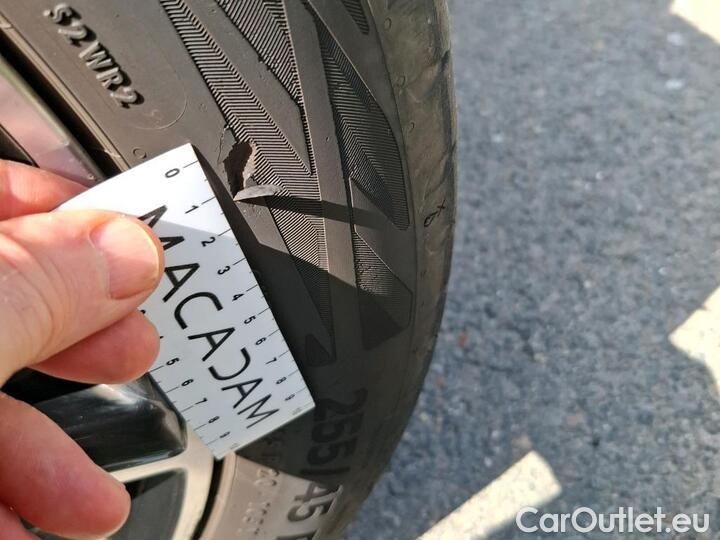 S2WR2
0 1 2 3 4 5 6 7 8 9
MACADAM
255/45 R
CarOutlet.eu